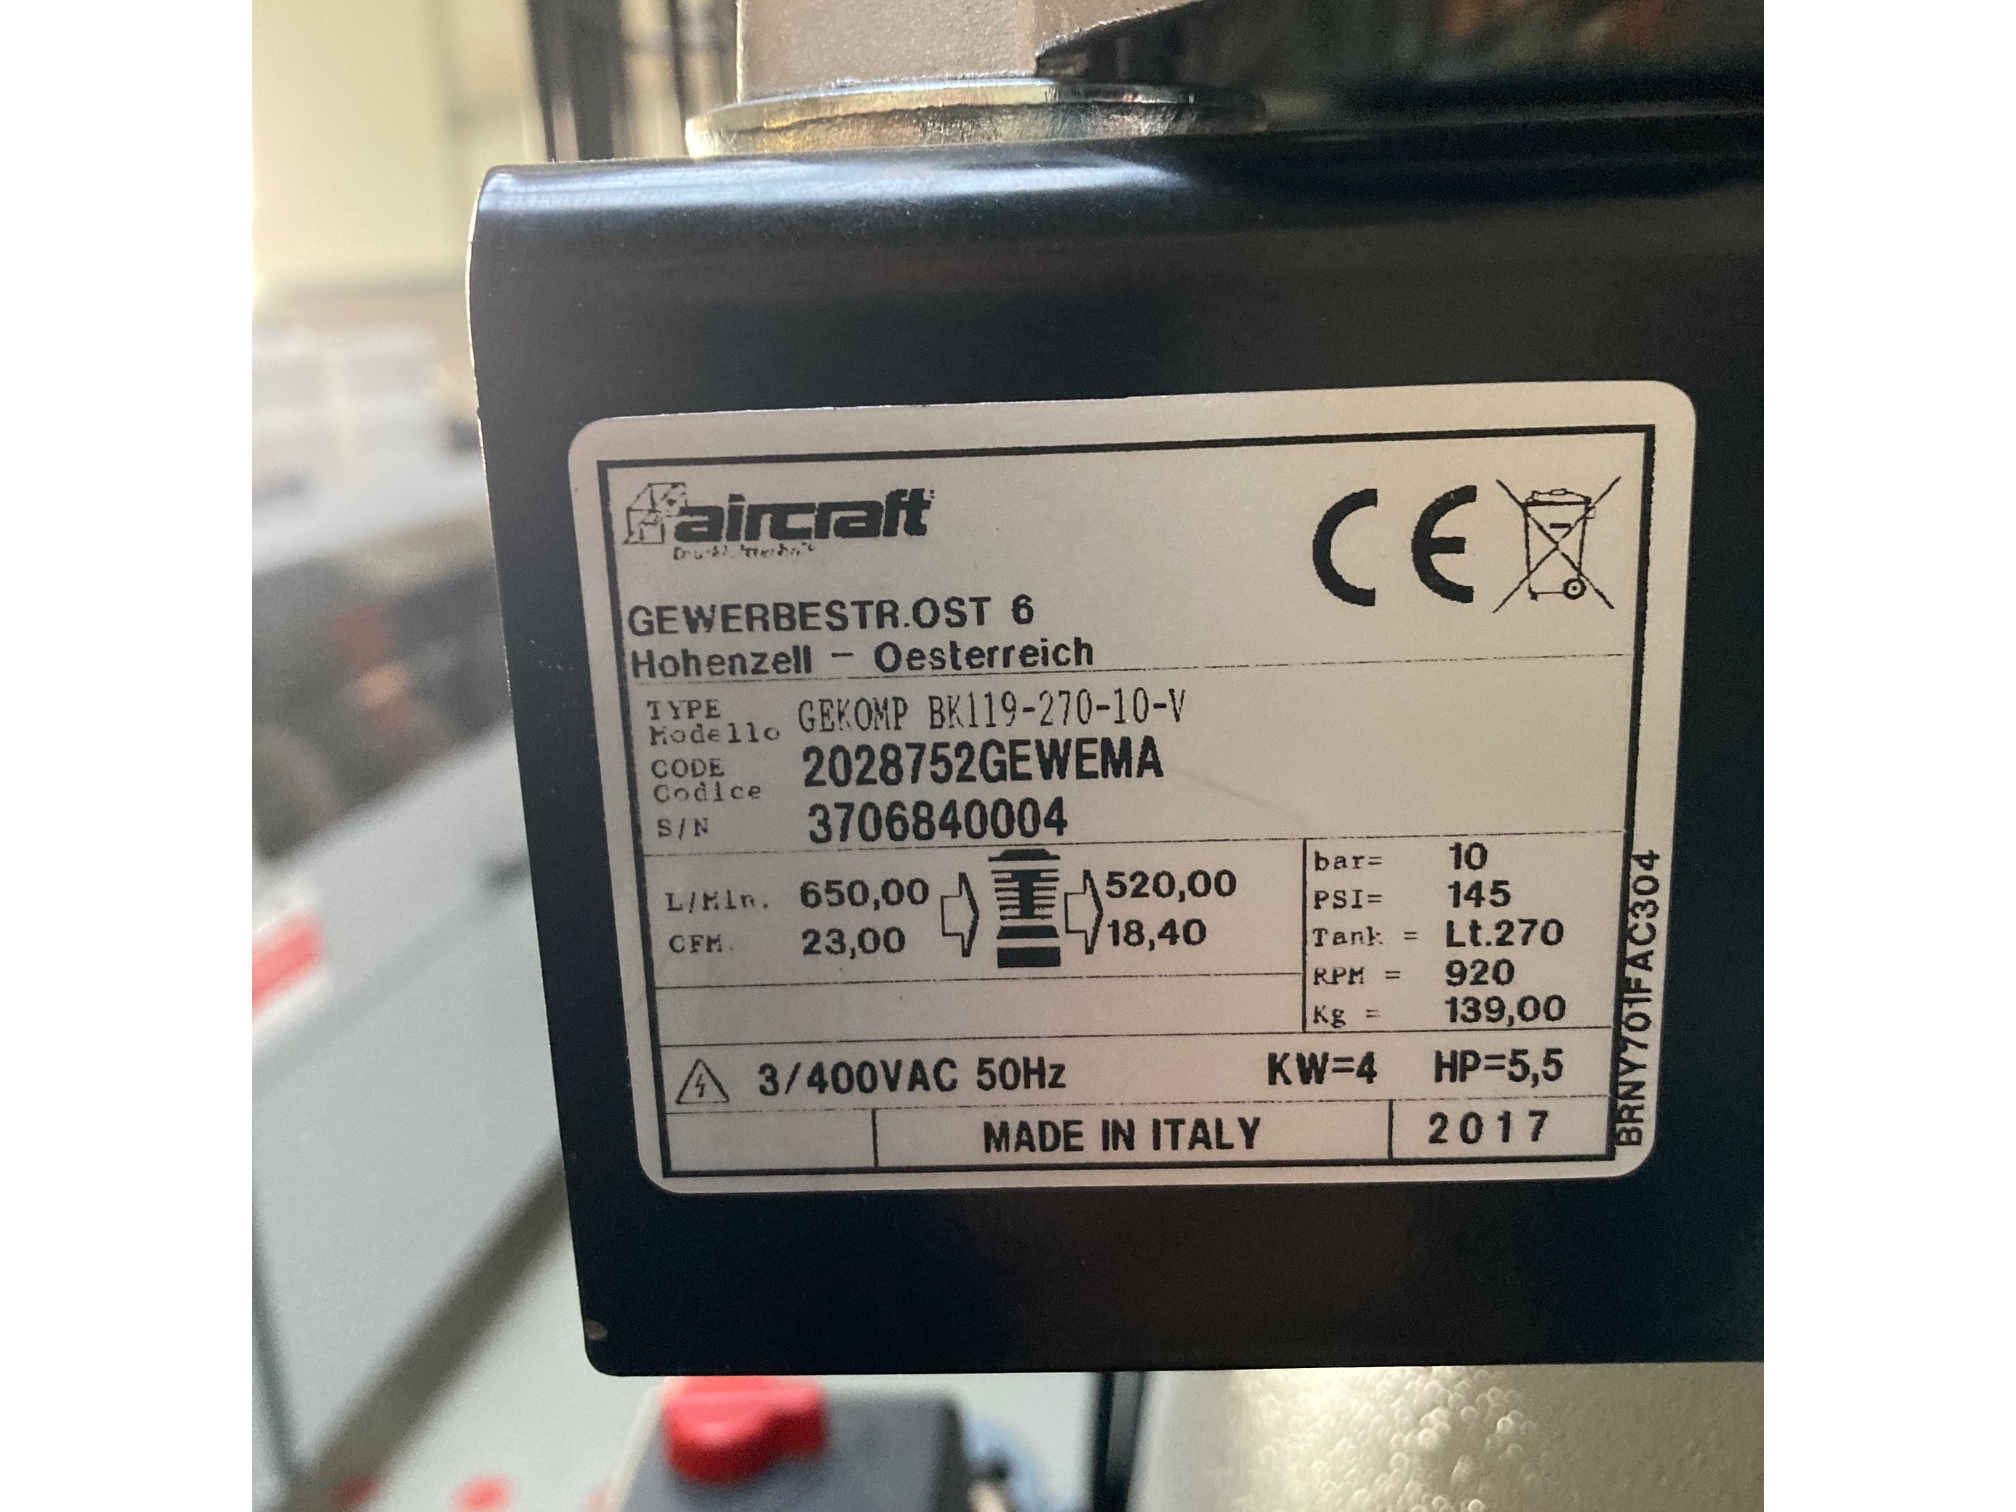 aircraft
CE
GEWERBESTR.OST 6
Hohenzell - Oesterreich
TYPE
Modello GEKOMP BK119-270-10-V
CODE
Codice 2028752GEWEMA
S/N 3706840004
L/Min. 650,00 520,00
CFM. 23,00 18,40
bar= 10
PSI= 145
Tank = Lt.270
RPM = 920
Kg = 139,00
3/400VAC 50Hz KW=4 HP=5,5
MADE IN ITALY 2017
BRNY701FAC304